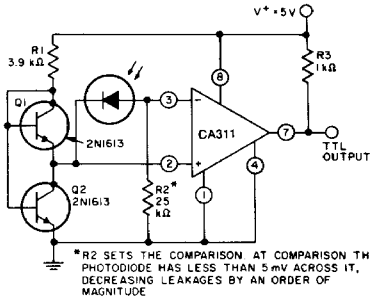 V+ = 5V
R1
3.9 kΩ
R3
1kΩ
Q1
8
3
-
CA311
7
2N1613
TTL
OUTPUT
2
+
4
Q2
2N1613
R2*
25
kΩ
1
*R2 SETS THE COMPARISON. AT COMPARISON TH
PHOTODIODE HAS LESS THAN 5mV ACROSS IT,
DECREASING LEAKAGES BY AN ORDER OF
MAGNITUDE